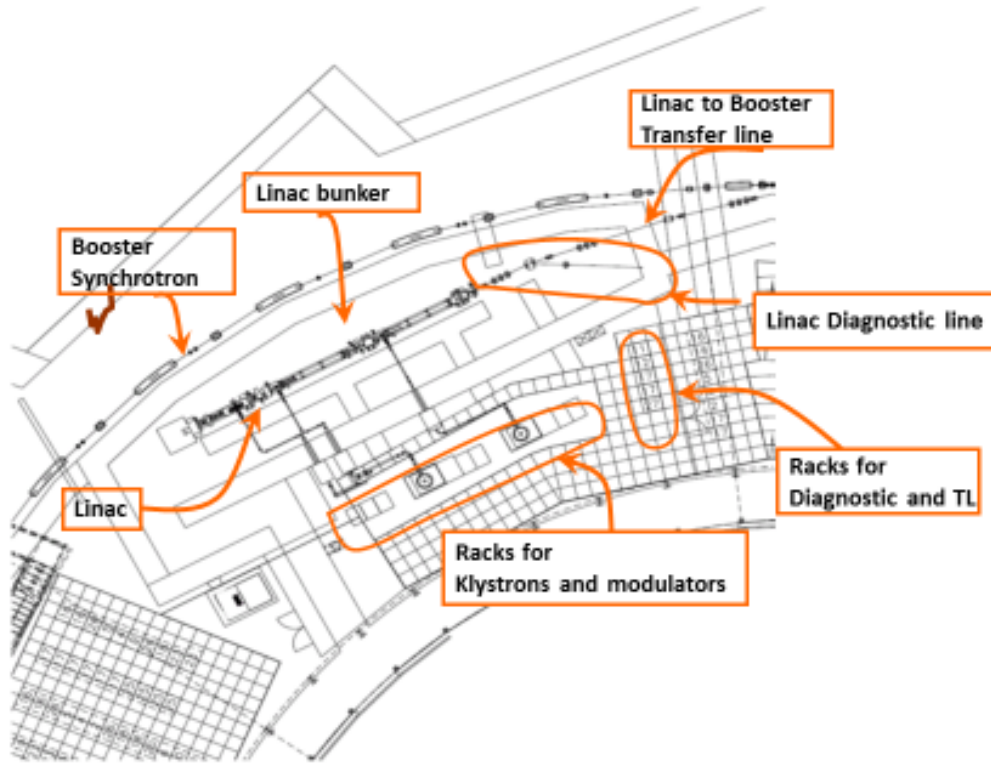 Linac to Booster
Transfer line
Linac bunker
Booster
Synchrotron
Linac Diagnostic line
Racks for
Diagnostic and TL
Linac
Racks for
Klystrons and modulators